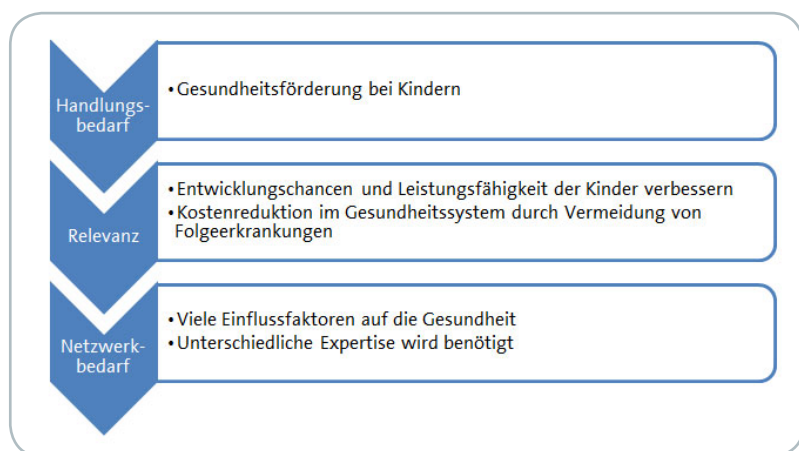 Handlungs-
bedarf
• Gesundheitsförderung bei Kindern
Relevanz
• Entwicklungschancen und Leistungsfähigkeit der Kinder verbessern
• Kostenreduktion im Gesundheitssystem durch Vermeidung von
Folgeerkrankungen
Netzwerk-
bedarf
• Viele Einflussfaktoren auf die Gesundheit
• Unterschiedliche Expertise wird benötigt